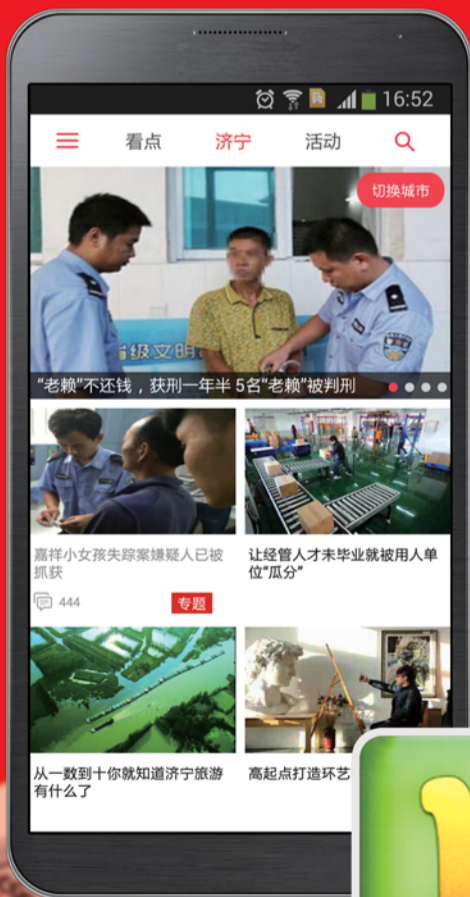 16:52
看点 济宁 活动
切换城市
省级文明
“老赖”不还钱，获刑一年半 5名“老赖”被判刑
嘉祥小女孩失踪案嫌疑人已被
抓获
444 专题
让经管人才未毕业就被用人单
位“瓜分”
从一数到十你就知道济宁旅游
有什么了
高起点打造环艺